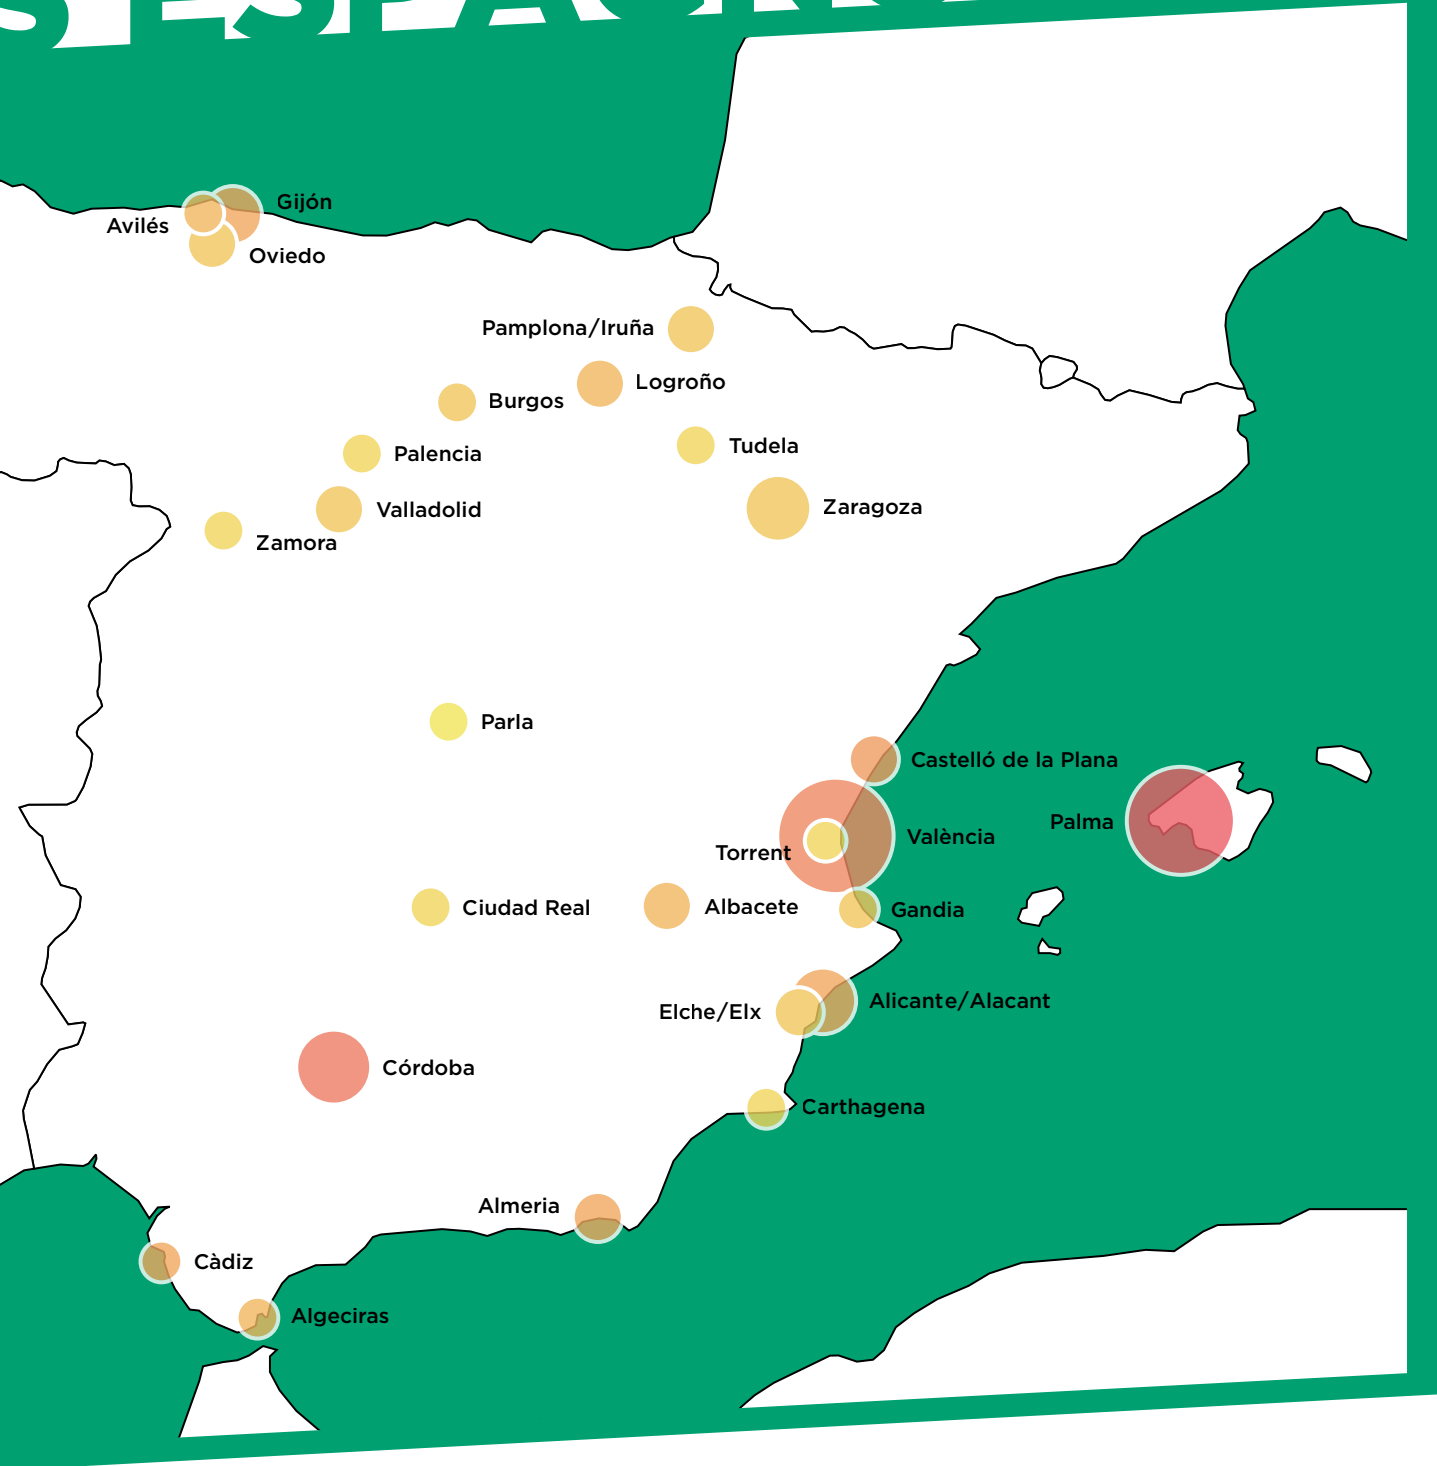 Gijón
Avilés
Oviedo
Pamplona/Iruña
Logroño
Burgos
Palencia
Tudela
Valladolid
Zaragoza
Zamora
Parla
Castelló de la Plana
Palma
València
Torrent
Ciudad Real
Albacete
Gandia
Elche/Elx
Alicante/Alacant
Córdoba
Carthagena
Almeria
Càdiz
Algeciras